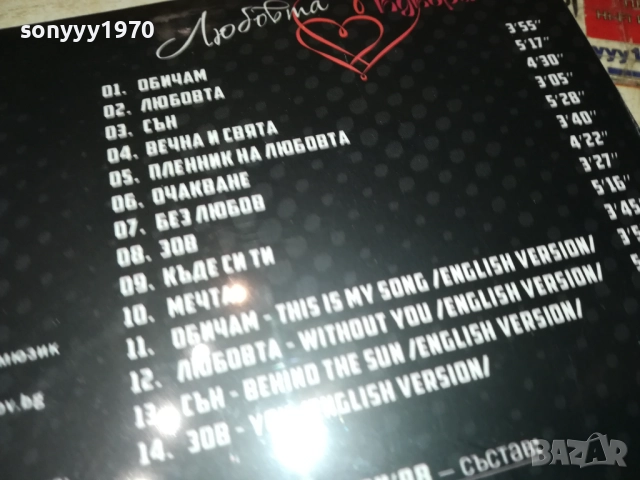 sonyyy1970
Любовта
01. ОБИЧАМ 3'55''
02. ЛЮБОВТА 5'17''
03. СЪН 4'30''
04. ВЕЧНА И СВЯТА 3'05''
05. ПЛЕННИК НА ЛЮБОВТА 5'28''
06. ОЧАКВАНЕ 3'40''
07. БЕЗ ЛЮБОВ 4'22''
08. ЗОВ 3'27''
09. КЪДЕ СИ ТИ 5'16''
10. МЕЧТА 3'45''
11. ОБИЧАМ - THIS IS MY SONG /ENGLISH VERSION/
12. ЛЮБОВТА - WITHOUT YOU /ENGLISH VERSION/
13. СЪН - BEHIND THE SUN /ENGLISH VERSION/
14. ЗОВ - ENGLISH VERSION/
мюзик
ov.bg
– СЪСТАВ
bazar